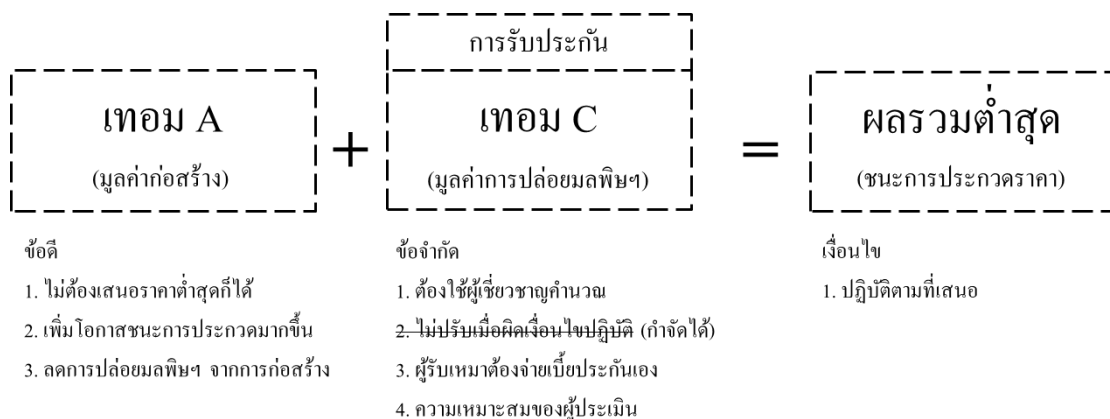 การรับประกัน
เทอม A
(มูลค่าก่อสร้าง)
+
เทอม C
(มูลค่าการปล่อยมลพิษฯ)
=
ผลรวมต่ำสุด
(ชนะการประกวดราคา)
ข้อดี
1. ไม่ต้องเสนอราคาต่ำสุดก็ได้
2. เพิ่มโอกาสชนะการประกวดมากขึ้น
3. ลดการปล่อยมลพิษฯ จากการก่อสร้าง
ข้อจำกัด
1. ต้องใช้ผู้เชี่ยวชาญคำนวณ
2. ไม่ปรับเมื่อผิดเงื่อนไขปฏิบัติ (กำจัดได้)
3. ผู้รับเหมาต้องจ่ายเบี้ยประกันเอง
4. ความเหมาะสมของผู้ประเมิน
เงื่อนไข
1. ปฏิบัติตามที่เสนอ